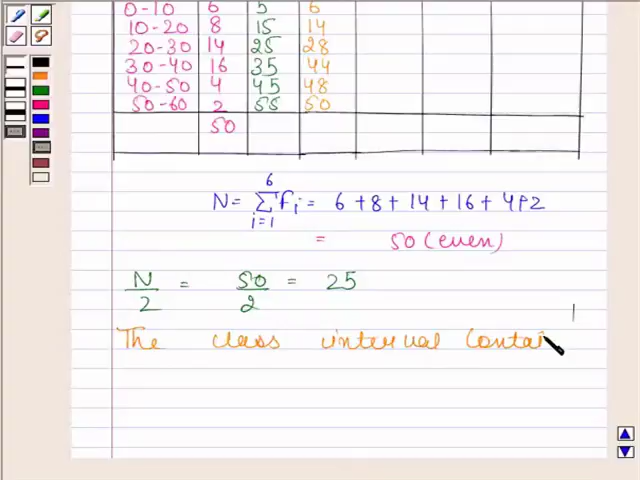 0-10 6 5 6
10-20 8 15 14
20-30 14 25 28
30-40 16 35 44
40-50 4 45 48
50-60 2 55 50
50
N = 6 Σ i=1 fi = 6 + 8 + 14 + 16 + 4+2
= 50 (even)
N/2 = 50/2 = 25
The class interval contai